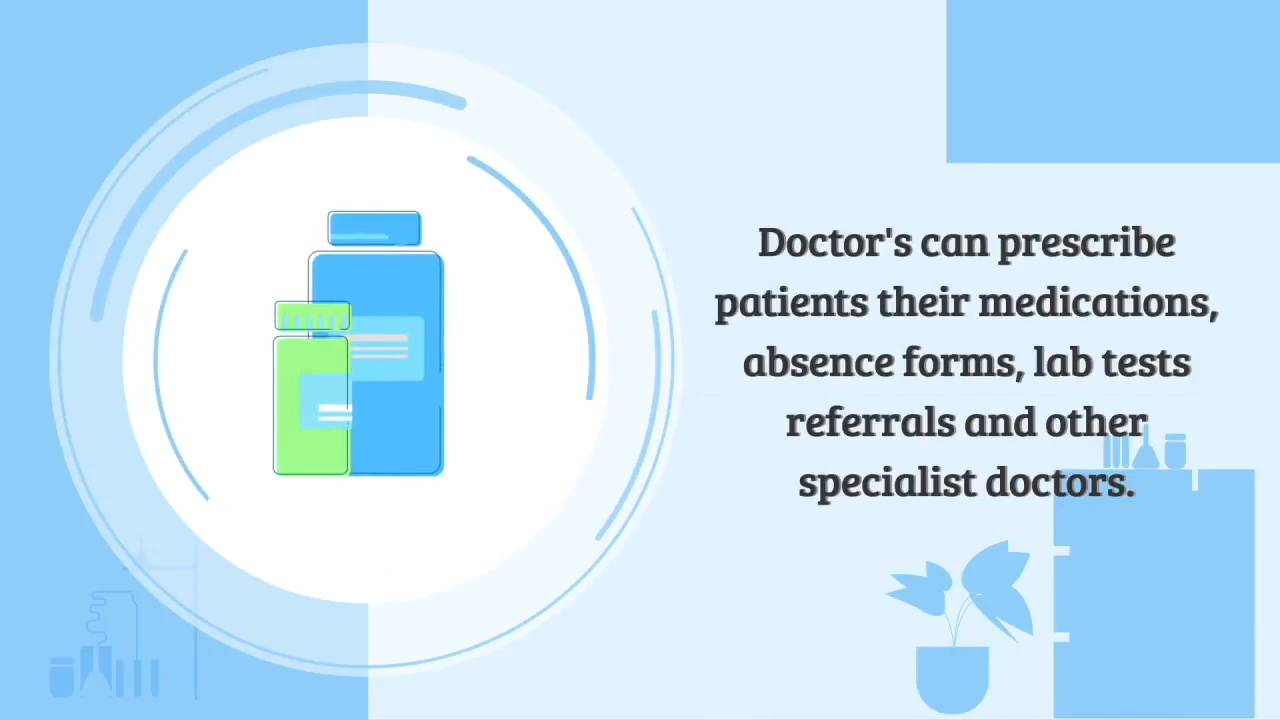 Doctor's can prescribe
patients their medications,
absence forms, lab tests
referrals and other
specialist doctors.